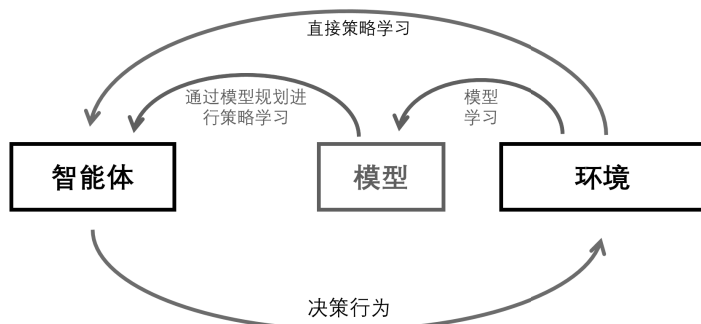 直接策略学习
通过模型规划进
行策略学习
模型
学习
智能体
模型
环境
决策行为